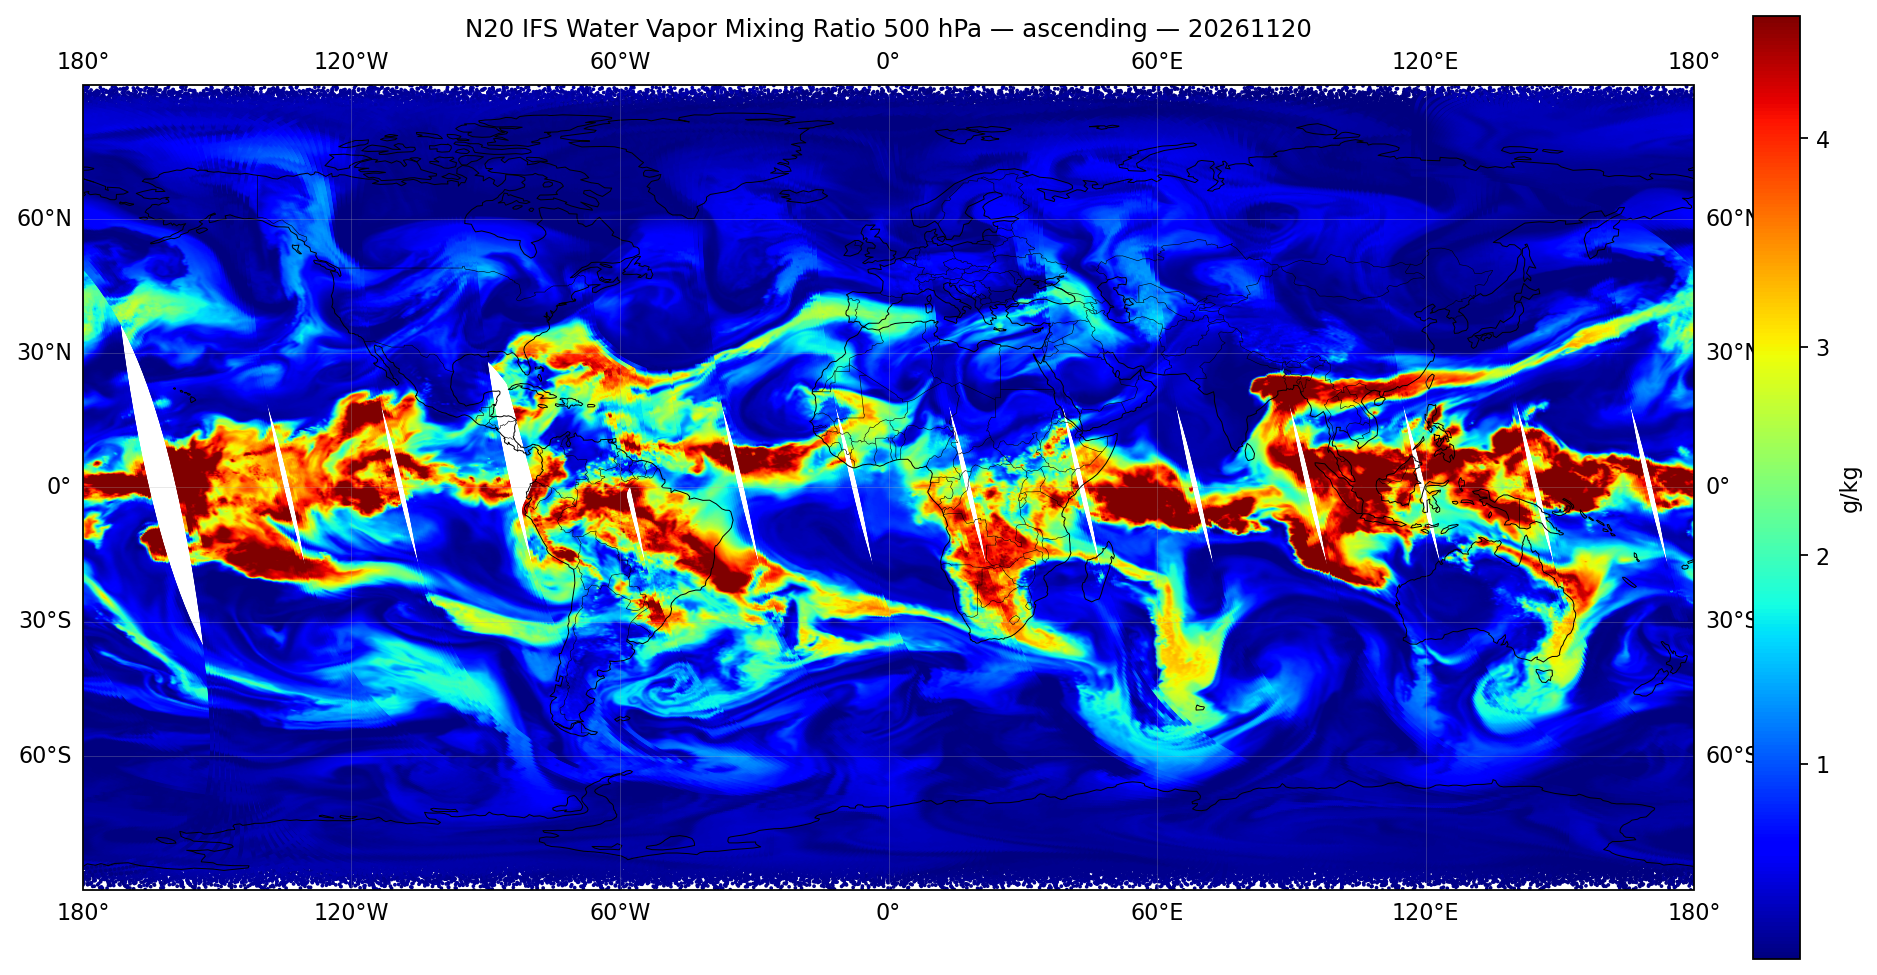 N20 IFS Water Vapor Mixing Ratio 500 hPa — ascending — 20261120
180° 120°W 60°W 0° 60°E 120°E 180°
4
60°N 60°N
3
30°N 30°N
0° 0°
g/kg
2
30°S 30°S
1
60°S 60°S
180° 120°W 60°W 0° 60°E 120°E 180°